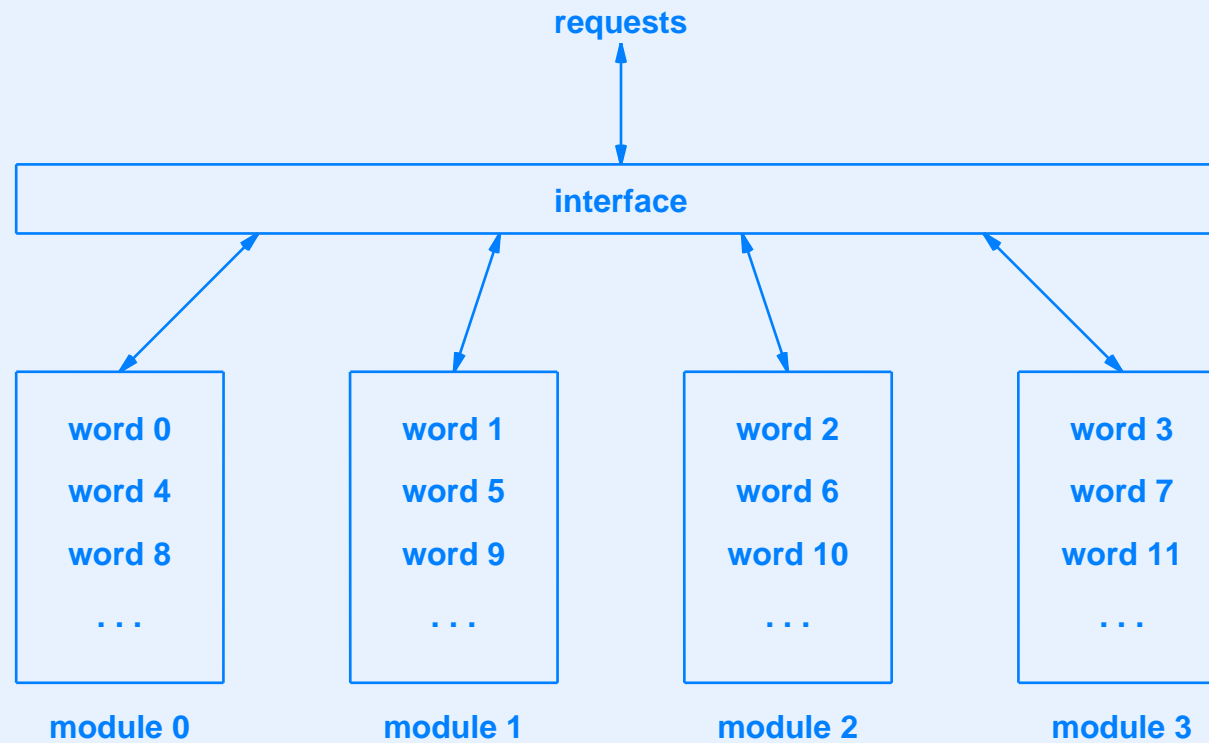 requests
interface
word 0
word 4
word 8
. . .
word 1
word 5
word 9
. . .
word 2
word 6
word 10
. . .
word 3
word 7
word 11
. . .
module 0
module 1
module 2
module 3